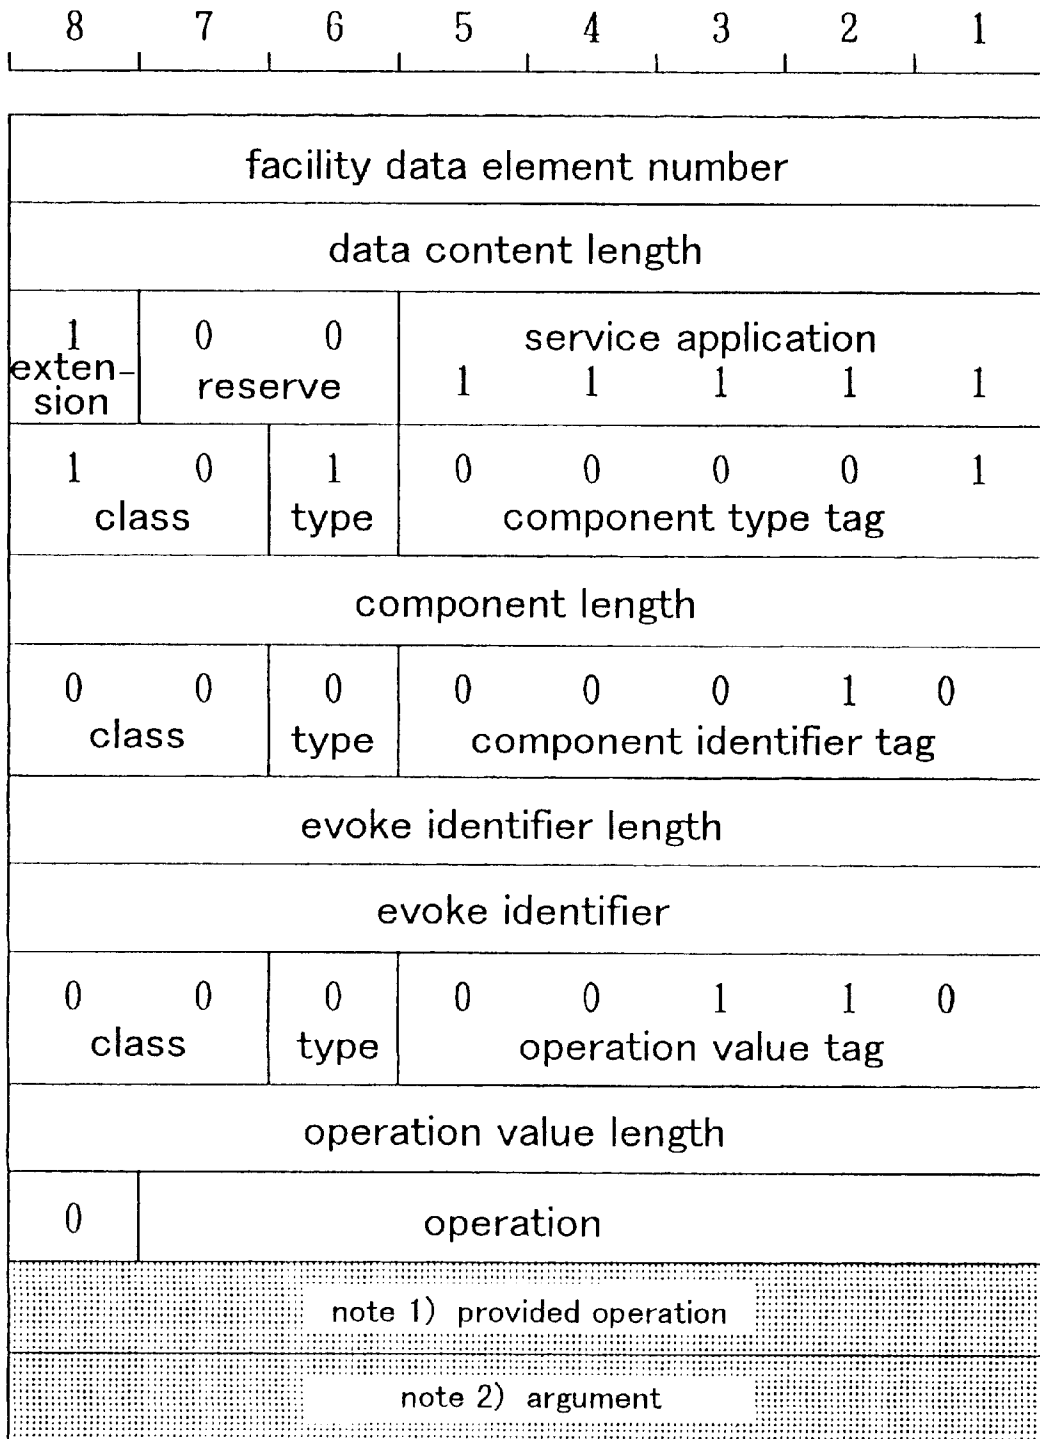 8 7 6 5 4 3 2 1
facility data element number
data content length
1 0 0 service application
exten-
sion reserve 1 1 1 1 1
1 0 1 0 0 0 0 1
class type component type tag
component length
0 0 0 0 0 0 1 0
class type component identifier tag
evoke identifier length
evoke identifier
0 0 0 0 0 1 1 0
class type operation value tag
operation value length
0 operation
note 1) provided operation
note 2) argument